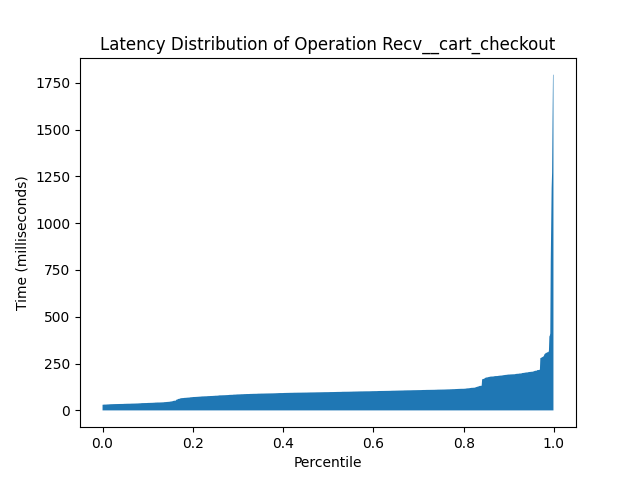 Latency Distribution of Operation Recv__cart_checkout
1750
1500
1250
1000
750
500
250
0
Time (milliseconds)
0.0 0.2 0.4 0.6 0.8 1.0
Percentile